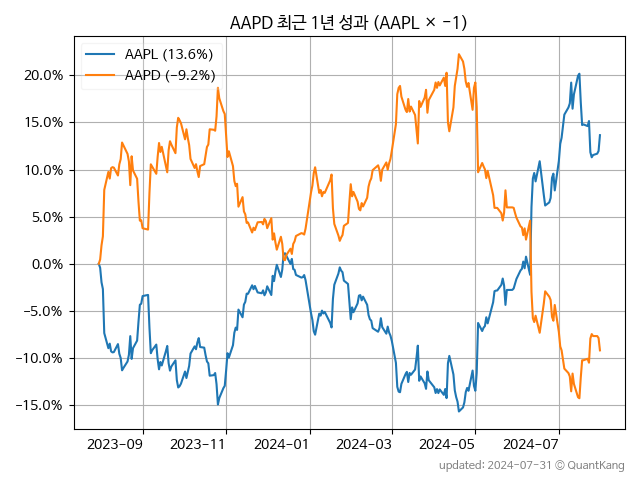 AAPD 최근 1년 성과 (AAPL × −1)
AAPL (13.6%)
AAPD (−9.2%)
20.0%
15.0%
10.0%
5.0%
0.0%
−5.0%
−10.0%
−15.0%
2023−09 2023−11 2024−01 2024−03 2024−05 2024−07
updated: 2024-07-31 © QuantKang